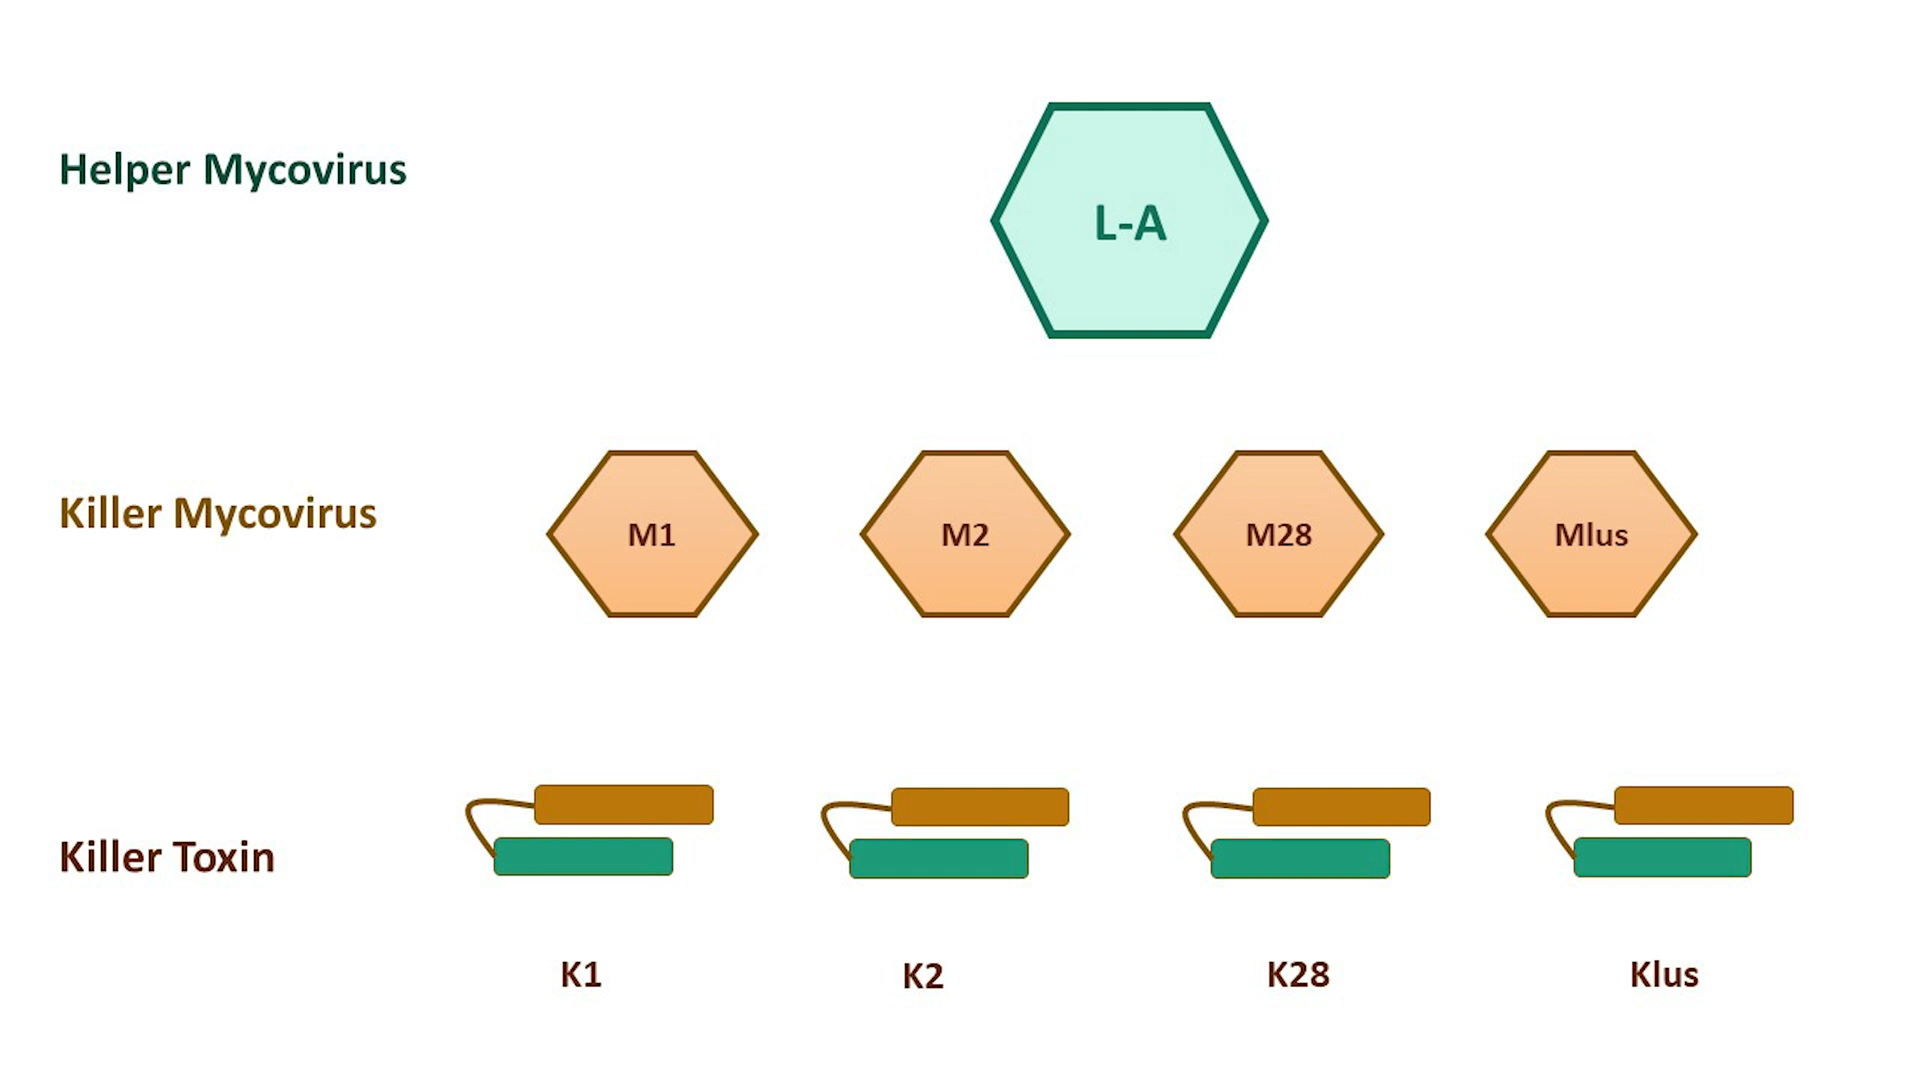 Helper Mycovirus
L-A
Killer Mycovirus
M1
M2
M28
Mlus
Killer Toxin
K1
K2
K28
Klus